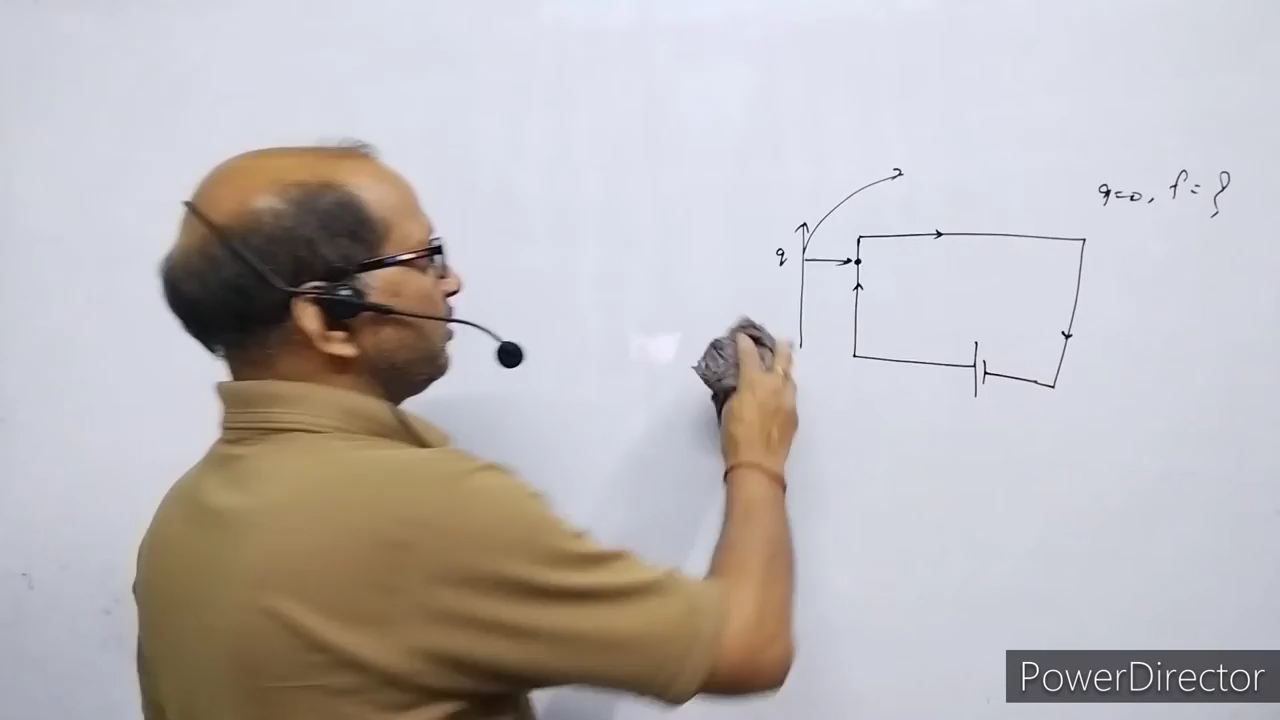 q=0, f = ?
q
PowerDirector